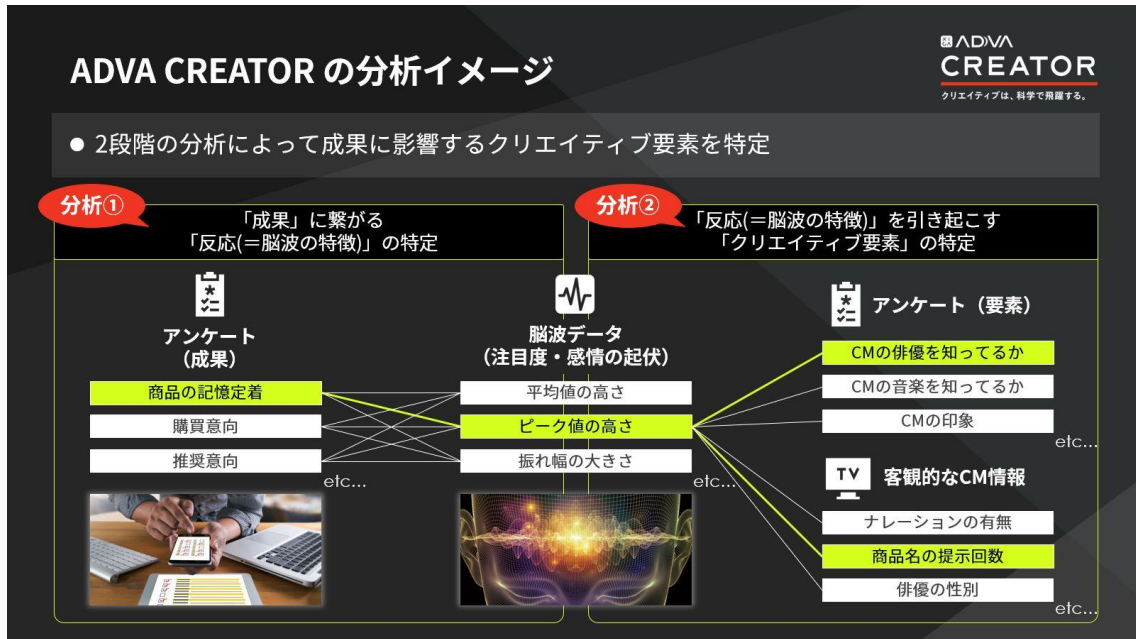 ADVA CREATOR の分析イメージ
ADVA
CREATOR
クリエイティブは、科学で飛躍する。
● 2段階の分析によって成果に影響するクリエイティブ要素を特定
分析①
「成果」に繋がる
「反応(＝脳波の特徴)」の特定
アンケート
（成果）
商品の記憶定着
購買意向
推奨意向
etc...
脳波データ
（注目度・感情の起伏）
平均値の高さ
ピーク値の高さ
振れ幅の大きさ
etc...
分析②
「反応(＝脳波の特徴)」を引き起こす
「クリエイティブ要素」の特定
アンケート（要素）
CMの俳優を知ってるか
CMの音楽を知ってるか
CMの印象
etc...
TV
客観的なCM情報
ナレーションの有無
商品名の提示回数
俳優の性別
etc...